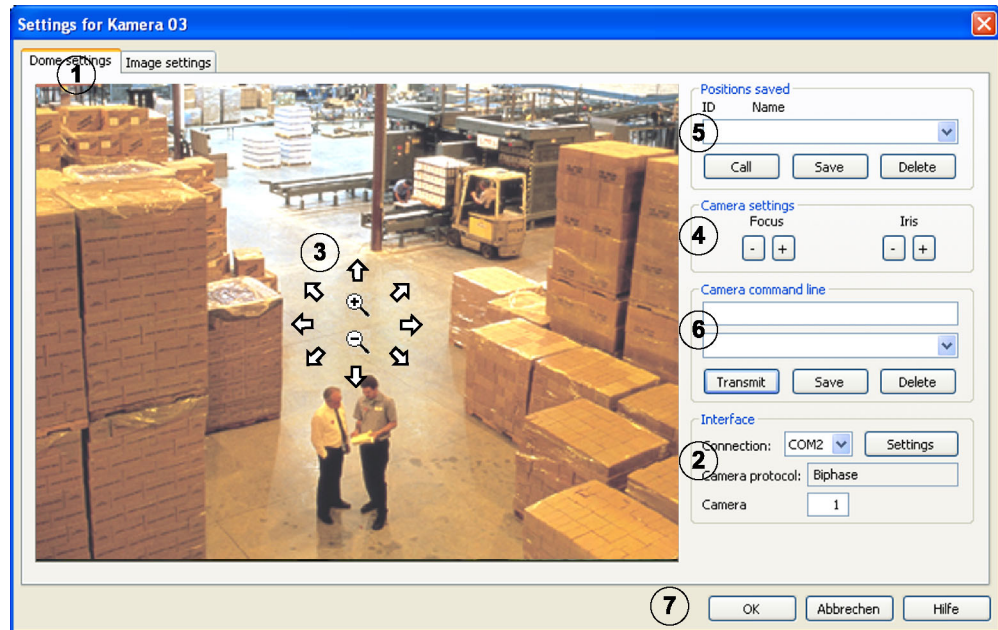 Settings for Kamera 03
Dome settings
Image settings
1
3
Positions saved
ID Name
5
Call Save Delete
Camera settings
Focus Iris
4
- + - +
Camera command line
6
Transmit Save Delete
Interface
Connection: COM2 Settings
2
Camera protocol: Biphase
Camera 1
7
OK Abbrechen Hilfe